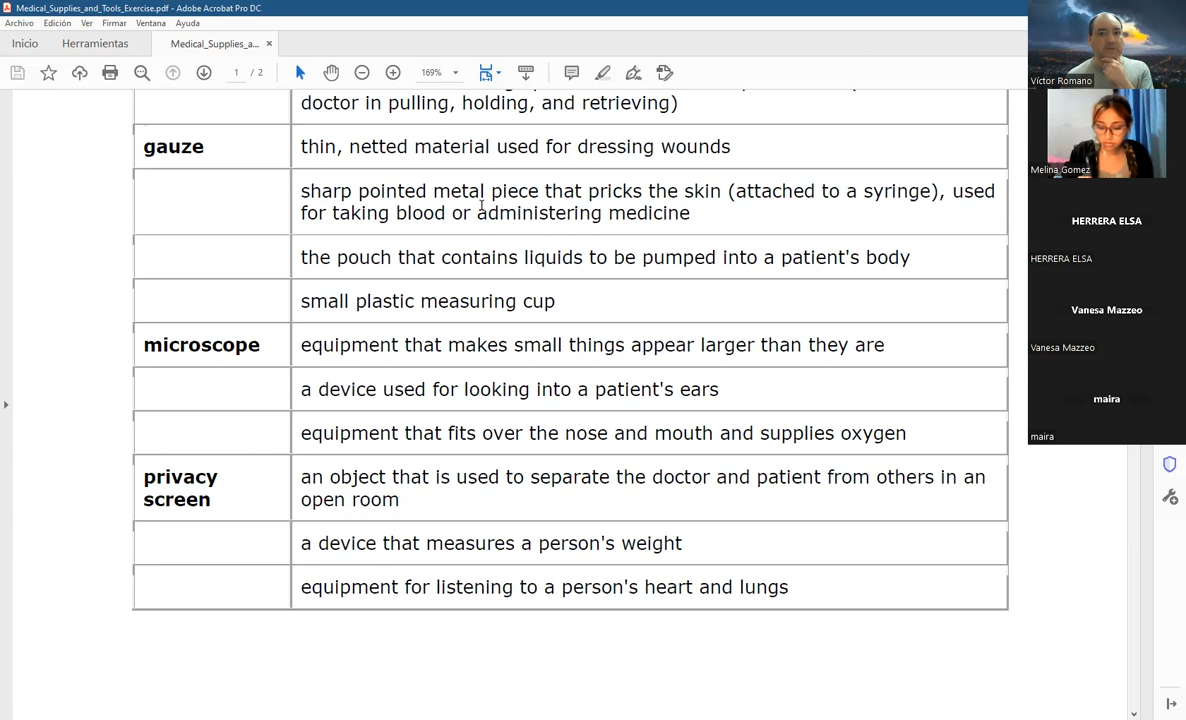 Medical_Supplies_and_Tools_Exercise.pdf - Adobe Acrobat Pro DC
Archivo Edición Ver Firmar Ventana Ayuda
Inicio Herramientas Medical_Supplies_a... ×
1 / 2 169%
doctor in pulling, holding, and retrieving)
gauze thin, netted material used for dressing wounds
sharp pointed metal piece that pricks the skin (attached to a syringe), used
for taking blood or administering medicine
the pouch that contains liquids to be pumped into a patient's body
small plastic measuring cup
microscope equipment that makes small things appear larger than they are
a device used for looking into a patient's ears
equipment that fits over the nose and mouth and supplies oxygen
privacy an object that is used to separate the doctor and patient from others in an
screen open room
a device that measures a person's weight
equipment for listening to a person's heart and lungs
Víctor Romano
Melina Gomez
HERRERA ELSA
HERRERA ELSA
Vanesa Mazzeo
Vanesa Mazzeo
maira
maira